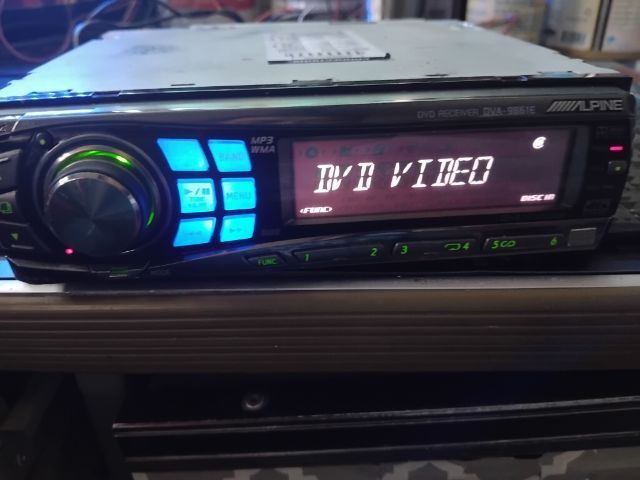 ALPINE
DVD RECEIVER DVA-9861E
MP3
WMA
BAND
MENU
DVD VIDEO
<FUNC>
DISC IN
FUNC 1 2 3 4 5 6